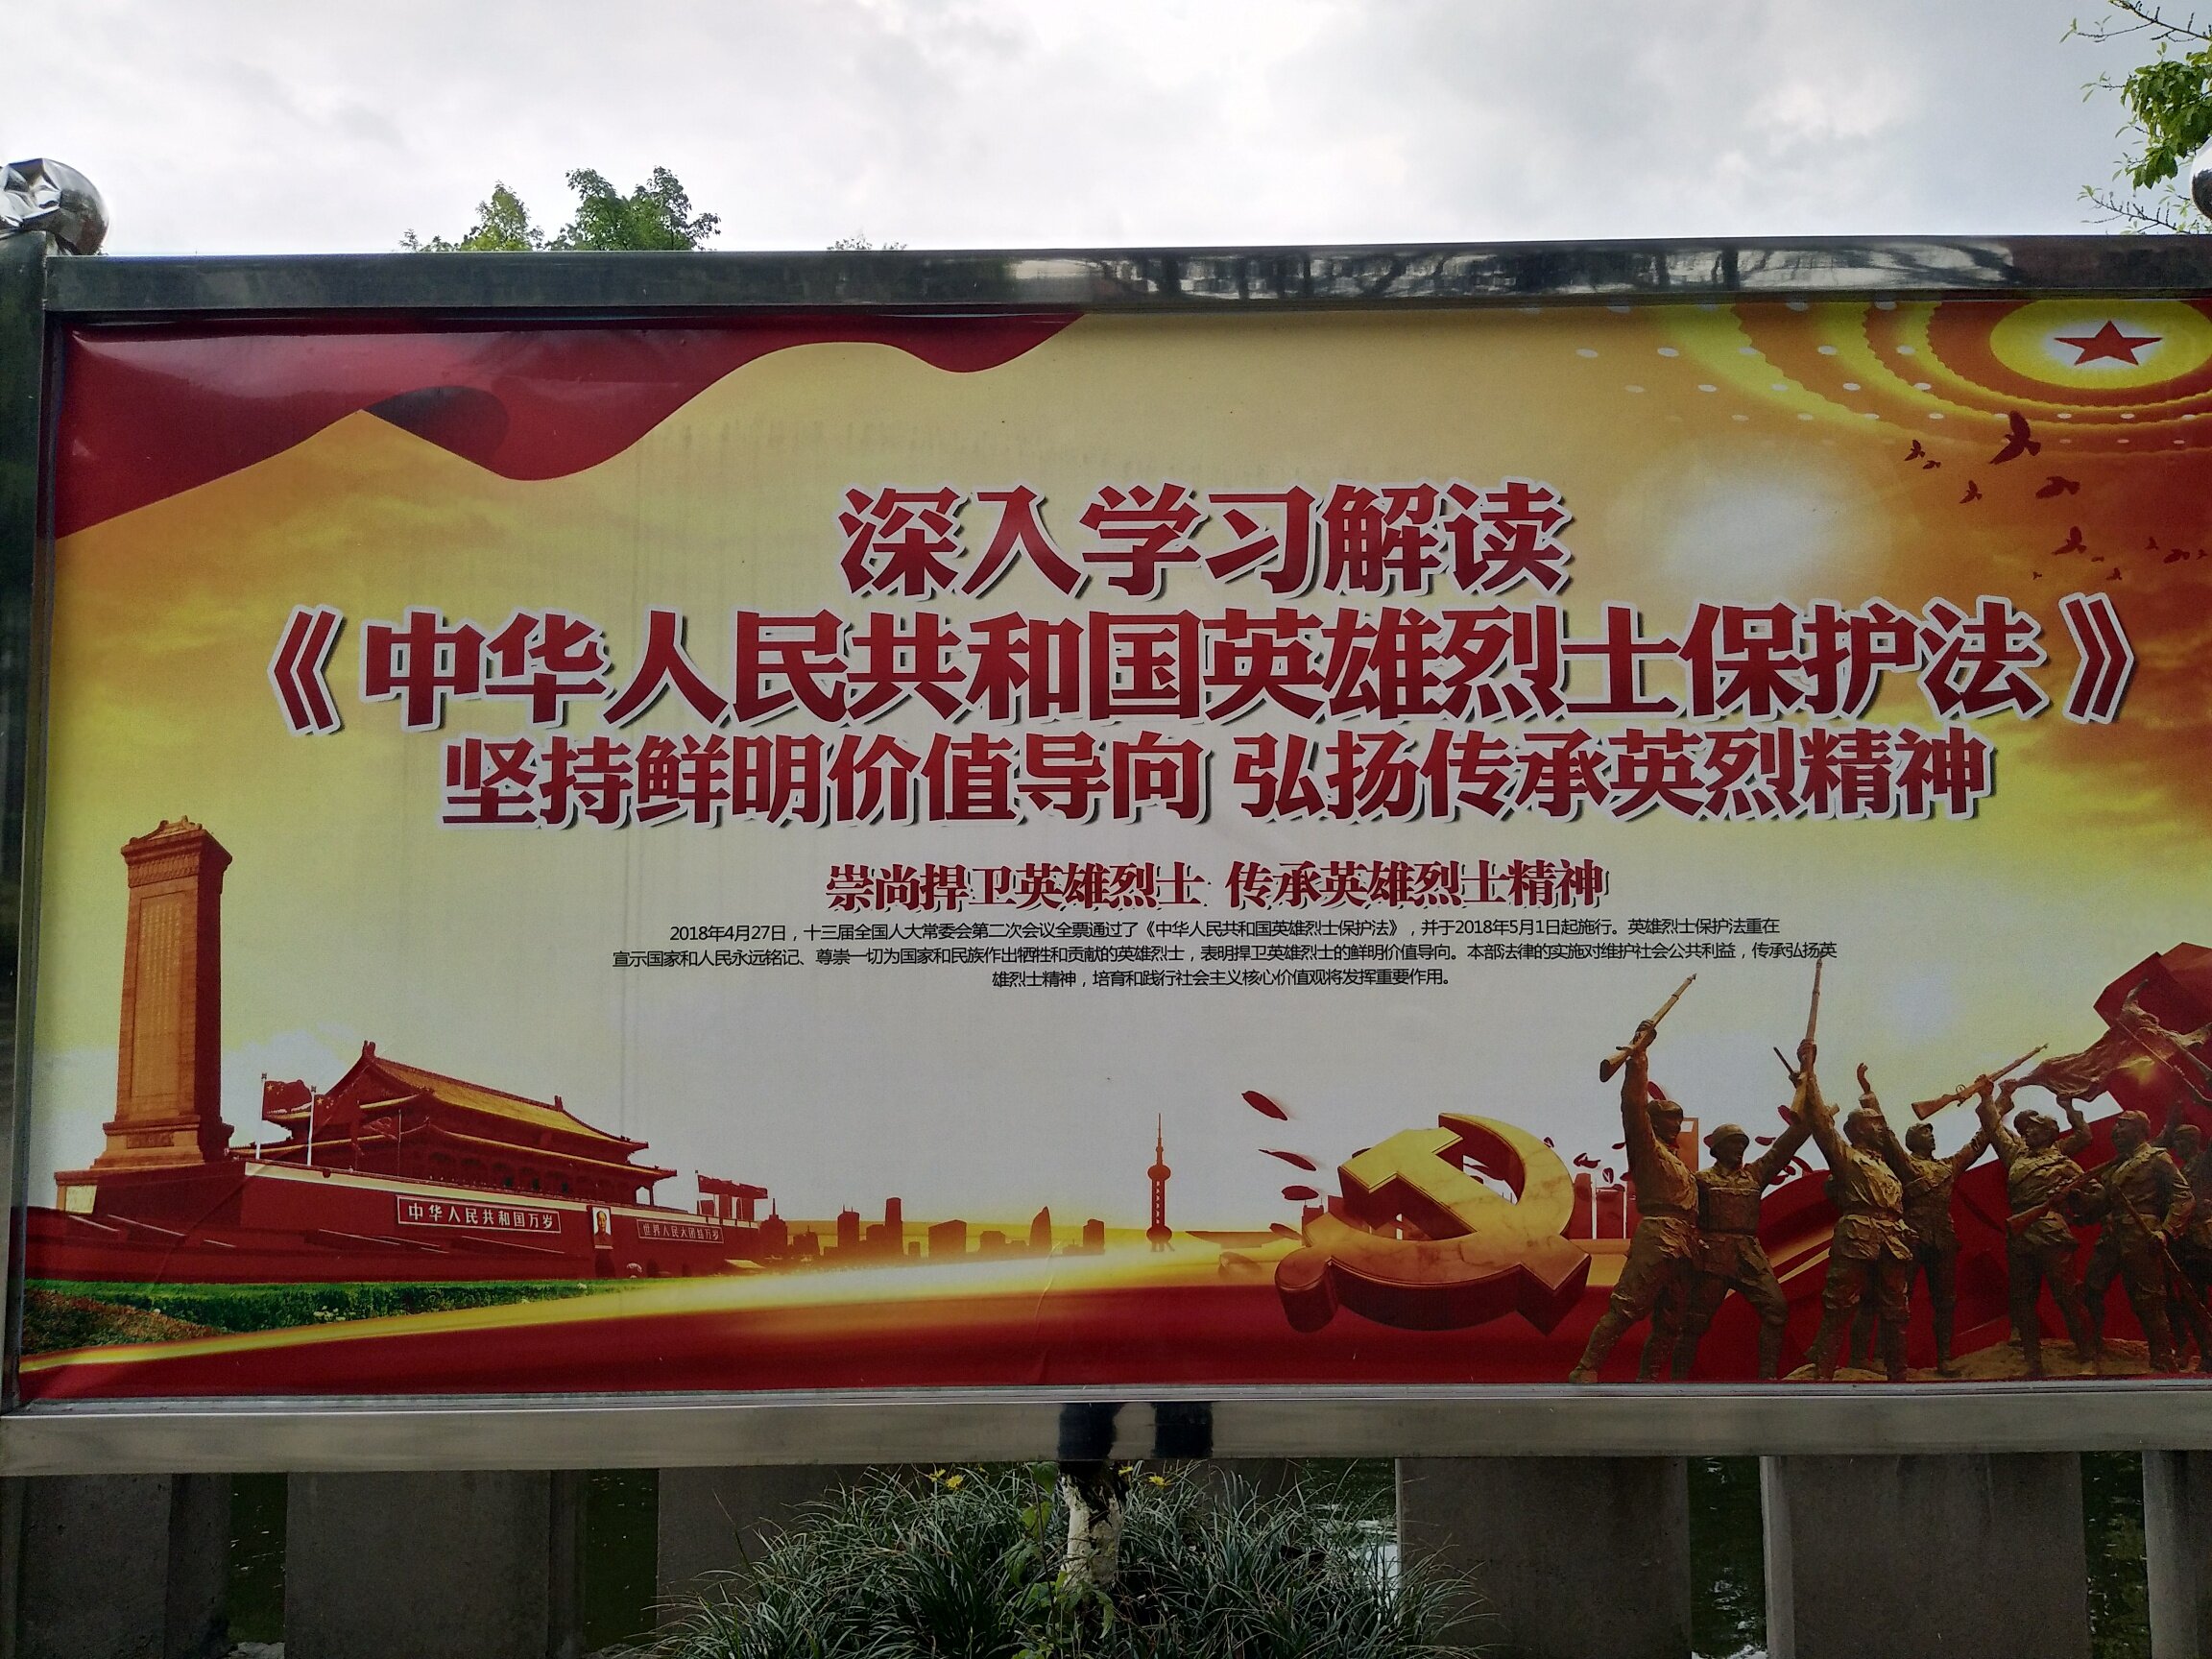 深入学习解读
《中华人民共和国英雄烈士保护法》
坚持鲜明价值导向 弘扬传承英烈精神
崇尚捍卫英雄烈士 传承英雄烈士精神
2018年4月27日，十三届全国人大常委会第二次会议全票通过了《中华人民共和国英雄烈士保护法》，并于2018年5月1日起施行。英雄烈士保护法重在
宣示国家和人民永远铭记、尊崇一切为国家和民族作出牺牲和贡献的英雄烈士，表明捍卫英雄烈士的鲜明价值导向。本部法律的实施对维护社会公共利益，传承弘扬英
雄烈士精神，培育和践行社会主义核心价值观将发挥重要作用。
中华人民共和国万岁
世界人民大团结万岁